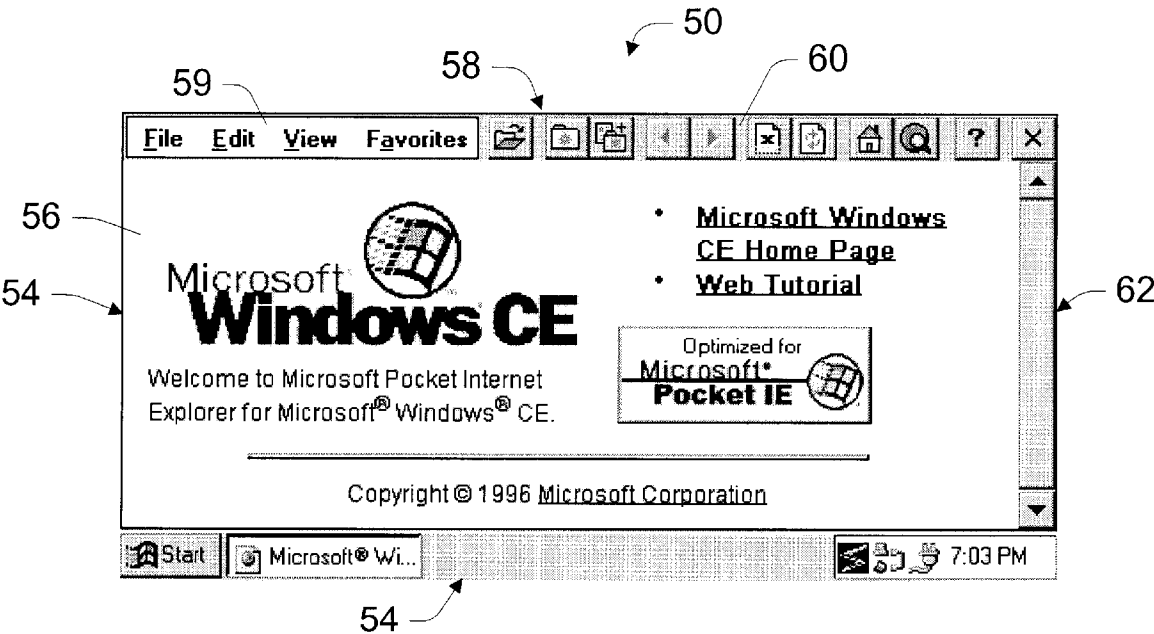 50
58
60
59
File Edit View Favorites ?
56
Microsoft
Windows CE
• Microsoft Windows
CE Home Page
• Web Tutorial
54
62
Optimized for
Microsoft
Pocket IE
Welcome to Microsoft Pocket Internet
Explorer for Microsoft® Windows® CE.
Copyright © 1996 Microsoft Corporation
Start Microsoft® Wi... 7:03 PM
54